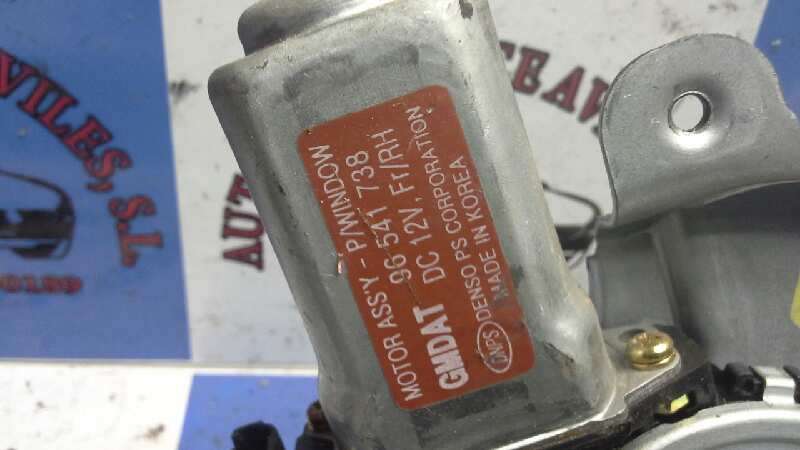 MOTOR ASS'Y - P/WINDOW
96 541 738
GMDAT DC 12V, Fr/RH
MPS DENSO PS CORPORATION
MADE IN KOREA
VILES, S.L.
AUT